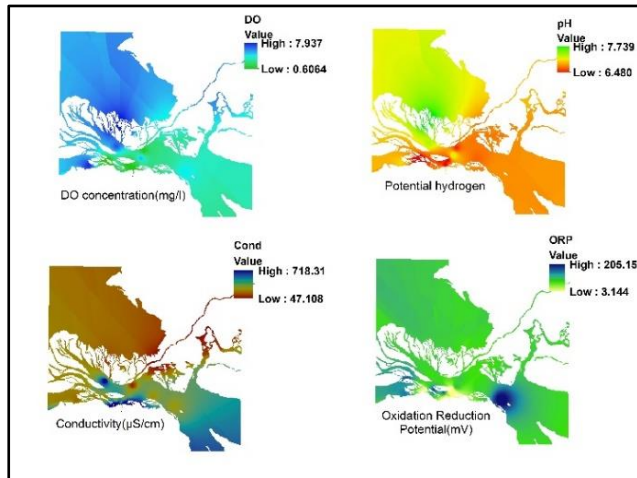 DO
Value
High : 7.937
Low : 0.6064
DO concentration(mg/l)
pH
Value
High : 7.739
Low : 6.480
Potential hydrogen
Cond
Value
High : 718.31
Low : 47.108
Conductivity(µS/cm)
ORP
Value
High : 205.15
Low : 3.144
Oxidation Reduction
Potential(mV)